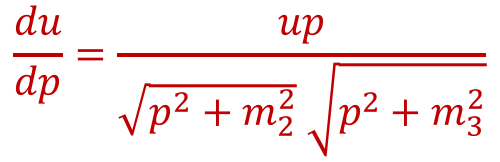 du/dp = up / (√(p² + m₂²) √(p² + m₃²))